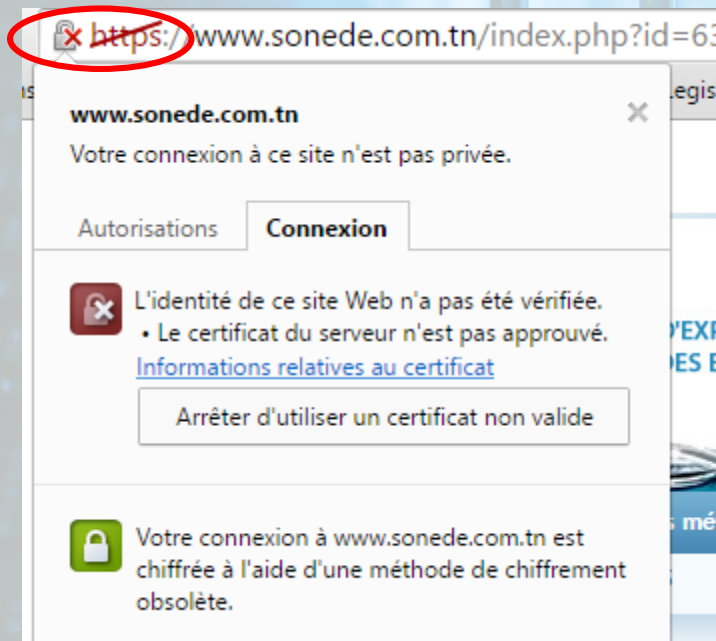 https://www.sonede.com.tn/index.php?id=63
www.sonede.com.tn
Votre connexion à ce site n'est pas privée.
Autorisations Connexion
L'identité de ce site Web n'a pas été vérifiée.
• Le certificat du serveur n'est pas approuvé.
Informations relatives au certificat
Arrêter d'utiliser un certificat non valide
Votre connexion à www.sonede.com.tn est
chiffrée à l'aide d'une méthode de chiffrement
obsolète.